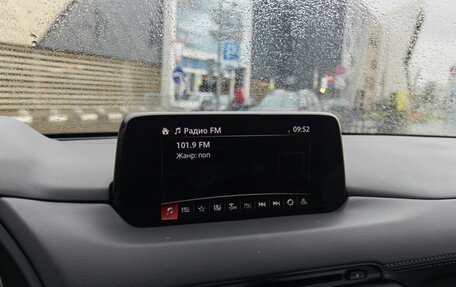 Радио FM
09:52
101.9 FM
Жанр: поп